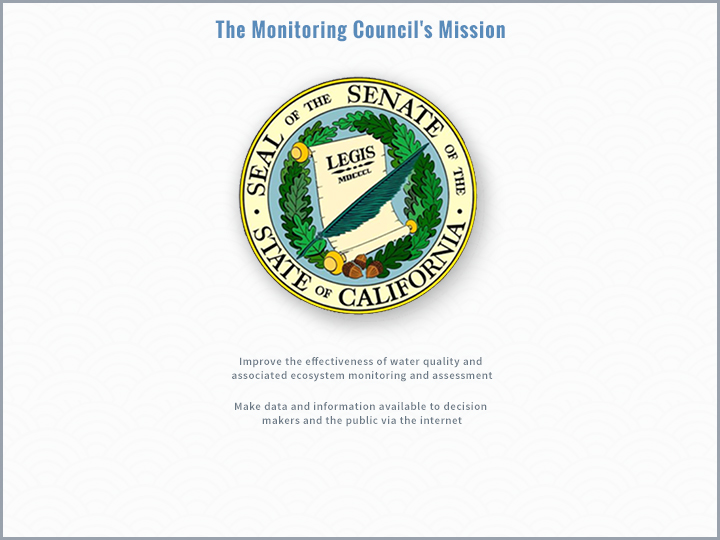 The Monitoring Council's Mission
SEAL OF THE SENATE OF THE
STATE OF CALIFORNIA
LEGIS
MDCCCL
Improve the effectiveness of water quality and
associated ecosystem monitoring and assessment
Make data and information available to decision
makers and the public via the internet